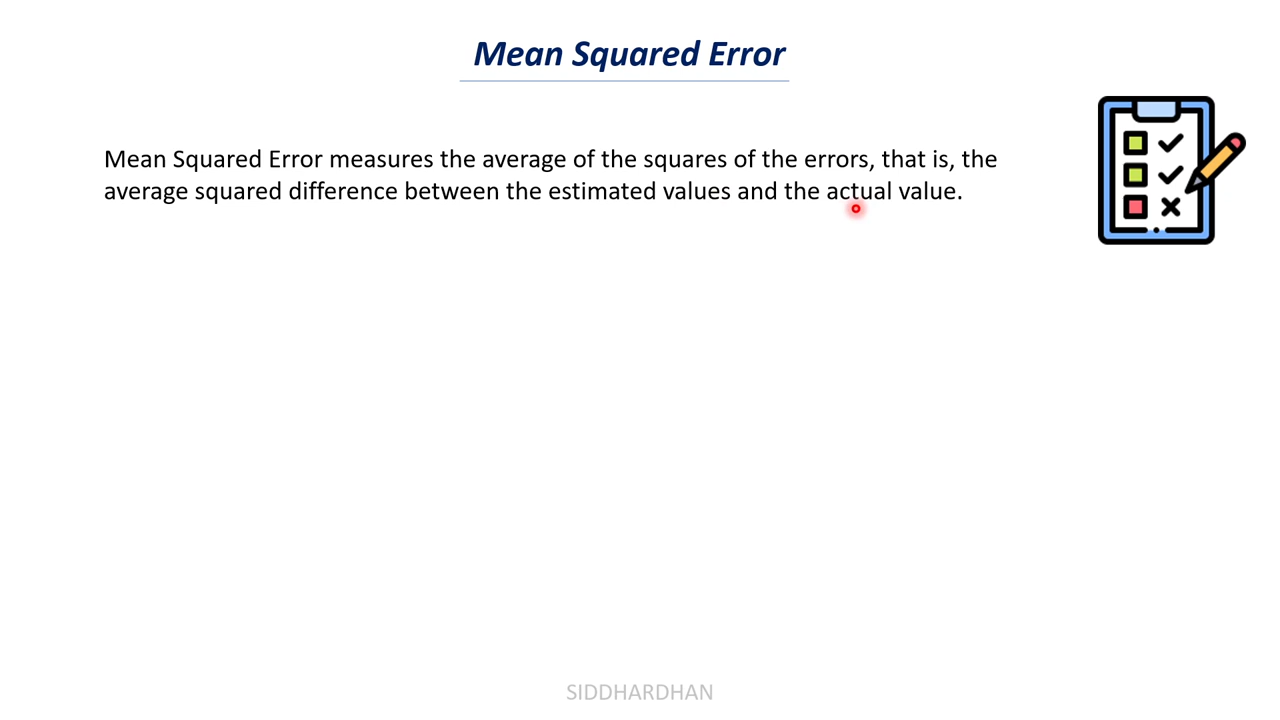 Mean Squared Error
Mean Squared Error measures the average of the squares of the errors, that is, the
average squared difference between the estimated values and the actual value.
SIDDHARDHAN